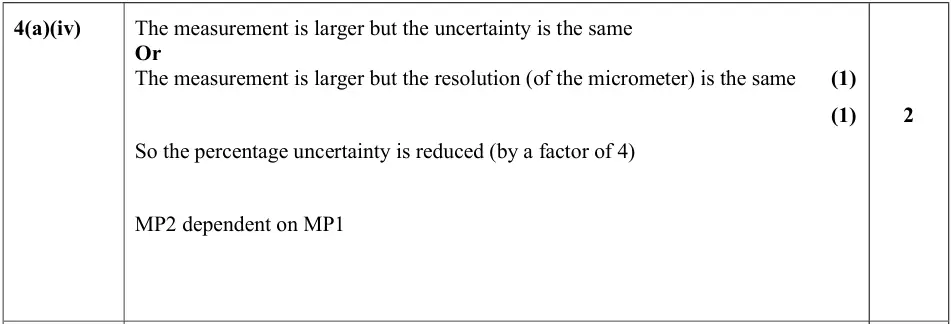 4(a)(iv) The measurement is larger but the uncertainty is the same
Or
The measurement is larger but the resolution (of the micrometer) is the same (1)
(1) 2
So the percentage uncertainty is reduced (by a factor of 4)
MP2 dependent on MP1